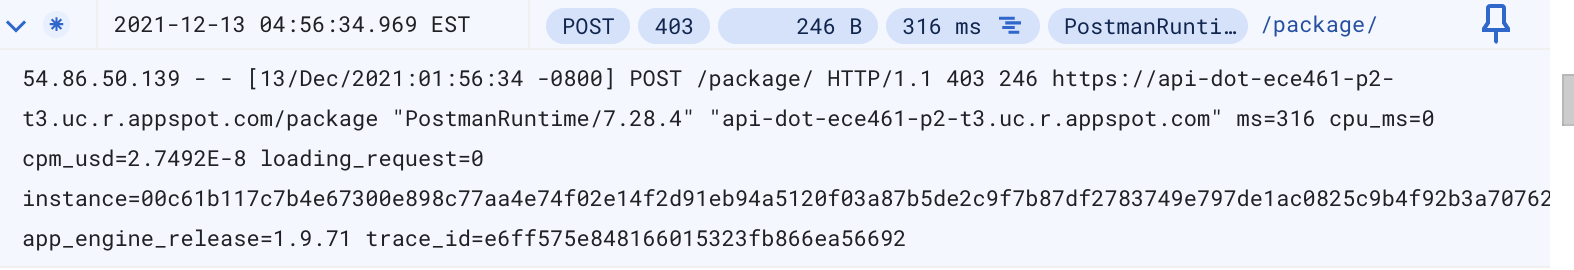 2021-12-13 04:56:34.969 EST POST 403 246 B 316 ms PostmanRunti… /package/
54.86.50.139 - - [13/Dec/2021:01:56:34 -0800] POST /package/ HTTP/1.1 403 246 https://api-dot-ece461-p2-
t3.uc.r.appspot.com/package "PostmanRuntime/7.28.4" "api-dot-ece461-p2-t3.uc.r.appspot.com" ms=316 cpu_ms=0
cpm_usd=2.7492E-8 loading_request=0
instance=00c61b117c7b4e67300e898c77aa4e74f02e14f2d91eb94a5120f03a87b5de2c9f7b87df2783749e797de1ac0825c9b4f92b3a70762
app_engine_release=1.9.71 trace_id=e6ff575e848166015323fb866ea56692